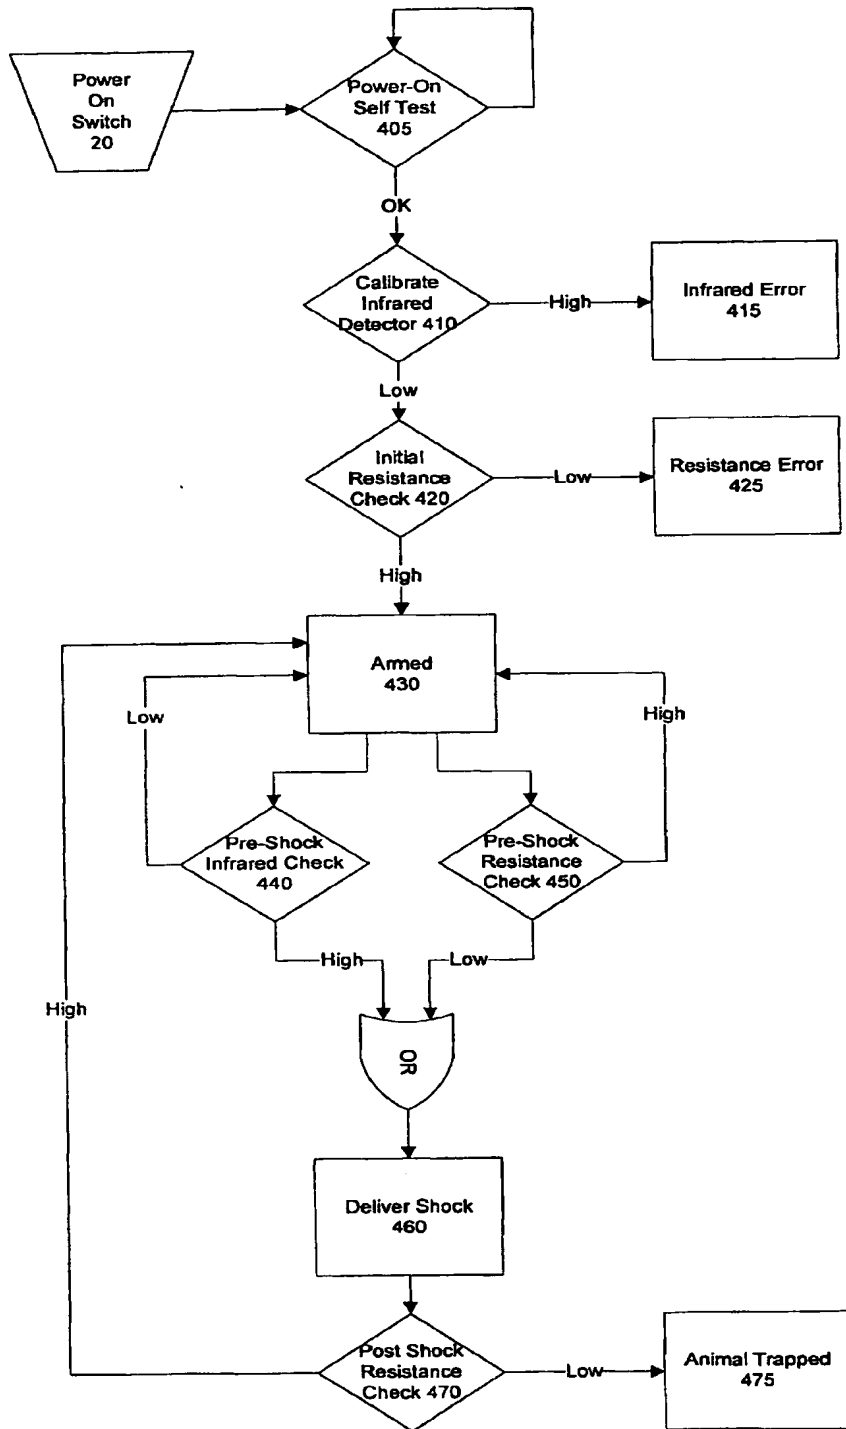 Power
On
Switch
20
Power-On
Self Test
405
OK
Calibrate
Infrared
Detector 410
High
Infrared Error
415
Low
Initial
Resistance
Check 420
Low
Resistance Error
425
High
Armed
430
Low
High
Pre-Shock
Infrared Check
440
Pre-Shock
Resistance
Check 450
High
Low
High
OR
Deliver Shock
460
Post Shock
Resistance
Check 470
Low
Animal Trapped
475